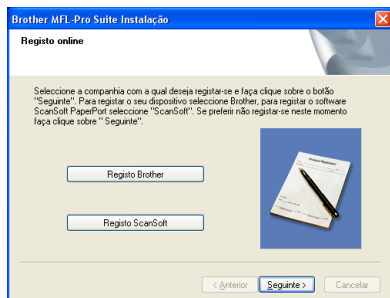 Brother MFL-Pro Suite Instalação
Registo online
Seleccione a companhia com a qual deseja registar-se e faça clique sobre o botão
"Seguinte". Para registar o seu dispositivo seleccione Brother, para registar o software
ScanSoft PaperPort seleccione "ScanSoft". Se preferir não registar-se neste momento
faça clique sobre " Seguinte".
Product Registration
Registo Brother
Registo ScanSoft
< Anterior
Seguinte >
Cancelar